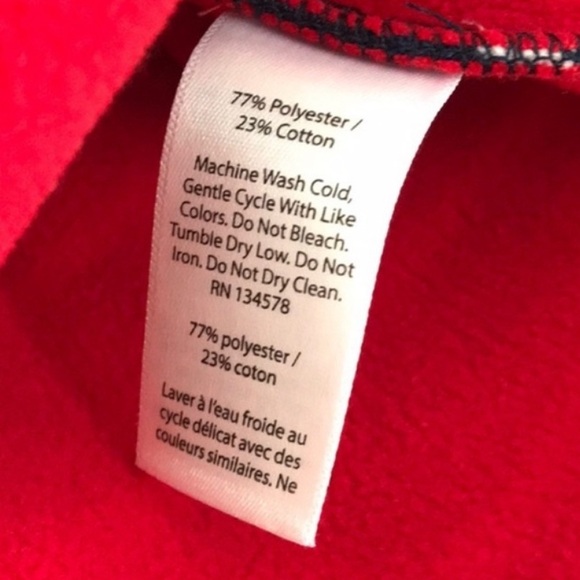 77% Polyester /
23% Cotton
Machine Wash Cold,
Gentle Cycle With Like
Colors. Do Not Bleach.
Tumble Dry Low. Do Not
Iron. Do Not Dry Clean.
RN 134578
77% polyester /
23% coton
Laver à l'eau froide au
cycle délicat avec des
couleurs similaires. Ne